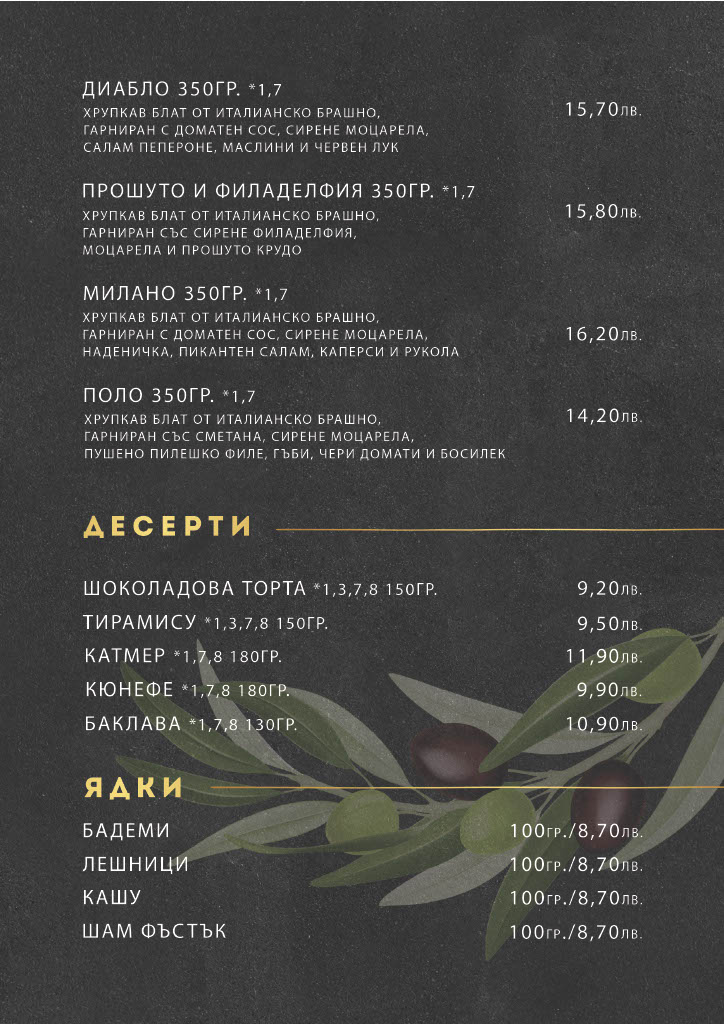 ДИАБЛО 350ГР. *1,7
ХРУПКАВ БЛАТ ОТ ИТАЛИАНСКО БРАШНО,
15,70ЛВ.
ГАРНИРАН С ДОМАТЕН СОС, СИРЕНЕ МОЦАРЕЛА,
САЛАМ ПЕПЕРОНЕ, МАСЛИНИ И ЧЕРВЕН ЛУК
ПРОШУТО И ФИЛАДЕЛФИЯ 350ГР. *1,7
ХРУПКАВ БЛАТ ОТ ИТАЛИАНСКО БРАШНО,
15,80ЛВ.
ГАРНИРАН СЪС СИРЕНЕ ФИЛАДЕЛФИЯ,
МОЦАРЕЛА И ПРОШУТО КРУДО
МИЛАНО 350ГР. *1,7
ХРУПКАВ БЛАТ ОТ ИТАЛИАНСКО БРАШНО,
ГАРНИРАН С ДОМАТЕН СОС, СИРЕНЕ МОЦАРЕЛА,
16,20ЛВ.
НАДЕНИЧКА, ПИКАНТЕН САЛАМ, КАПЕРСИ И РУКОЛА
ПОЛО 350ГР. *1,7
ХРУПКАВ БЛАТ ОТ ИТАЛИАНСКО БРАШНО,
14,20ЛВ.
ГАРНИРАН СЪС СМЕТАНА, СИРЕНЕ МОЦАРЕЛА,
ПУШЕНО ПИЛЕШКО ФИЛЕ, ГЪБИ, ЧЕРИ ДОМАТИ И БОСИЛЕК
ДЕСЕРТИ
ШОКОЛАДОВА ТОРТА *1,3,7,8 150ГР. 9,20ЛВ.
ТИРАМИСУ *1,3,7,8 150ГР. 9,50ЛВ.
КАТМЕР *1,7,8 180ГР. 11,90ЛВ.
КЮНЕФЕ *1,7,8 180ГР. 9,90ЛВ.
БАКЛАВА *1,7,8 130ГР. 10,90ЛВ.
ЯДКИ
БАДЕМИ 100ГР./8,70ЛВ.
ЛЕШНИЦИ 100ГР./8,70ЛВ.
КАШУ 100ГР./8,70ЛВ.
ШАМ ФЪСТЪК 100ГР./8,70ЛВ.